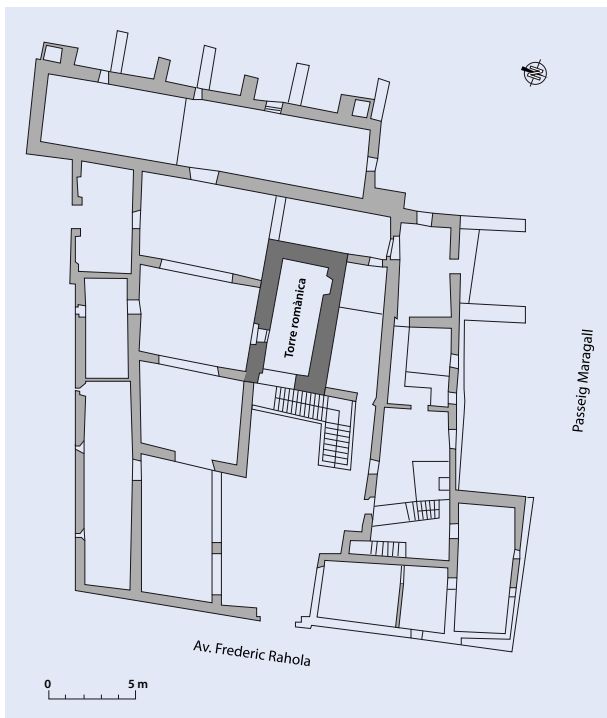 N
Torre romànica
Passeig Maragall
Av. Frederic Rahola
0 5 m